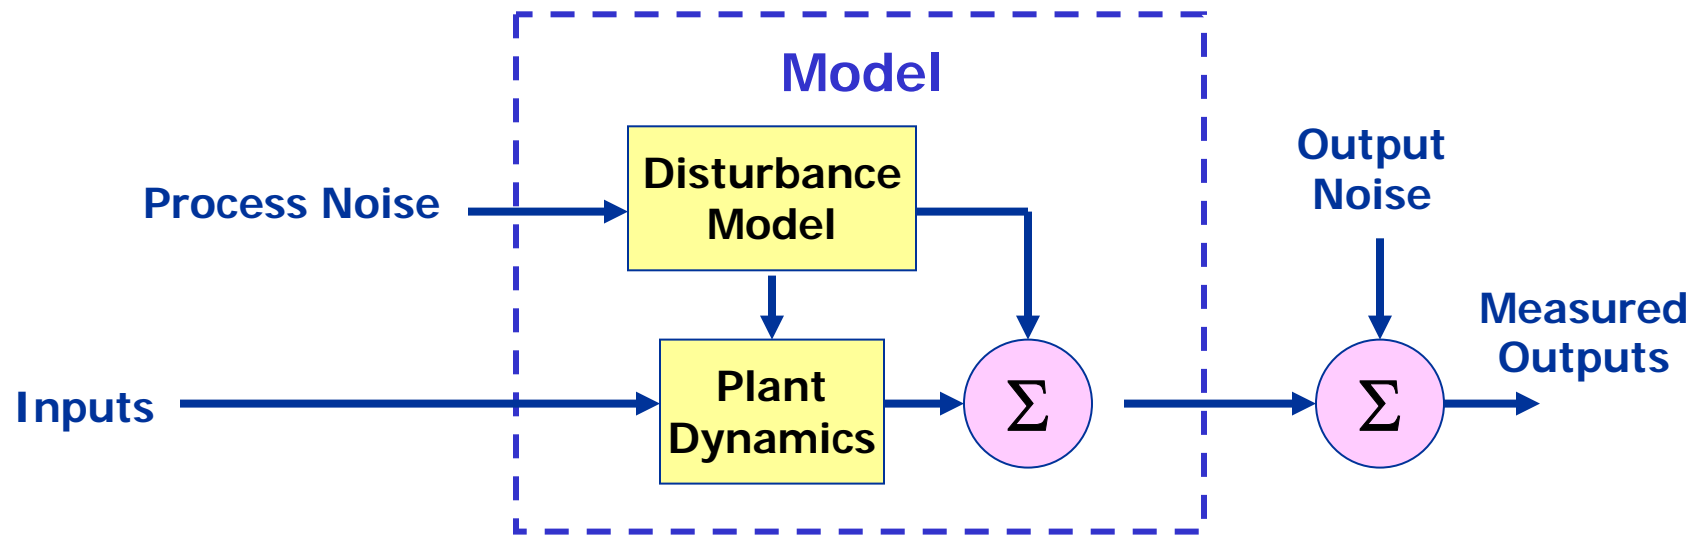 Model
Disturbance
Model
Process Noise
Output
Noise
Inputs
Plant
Dynamics
Σ
Σ
Measured
Outputs